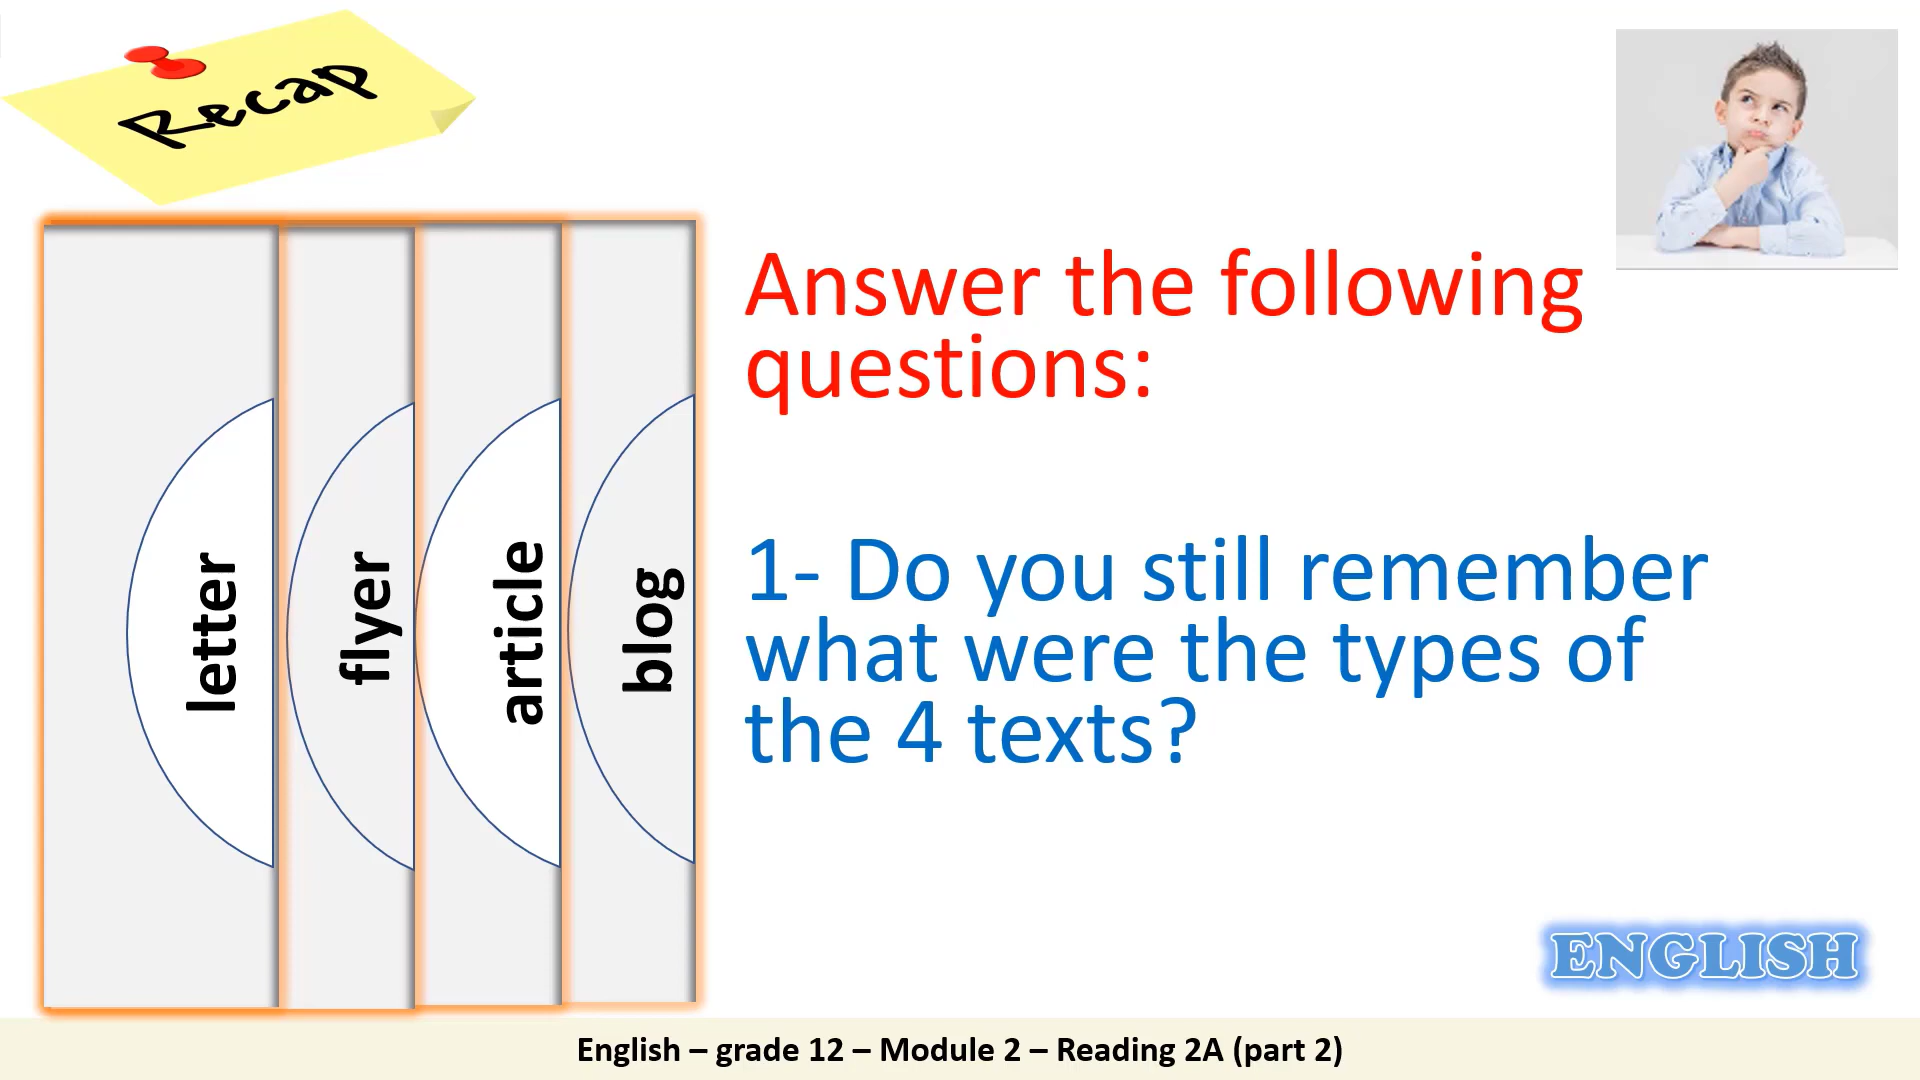 Recap
letter
flyer
article
blog
Answer the following
questions:
1- Do you still remember
what were the types of
the 4 texts?
ENGLISH
English – grade 12 – Module 2 – Reading 2A (part 2)